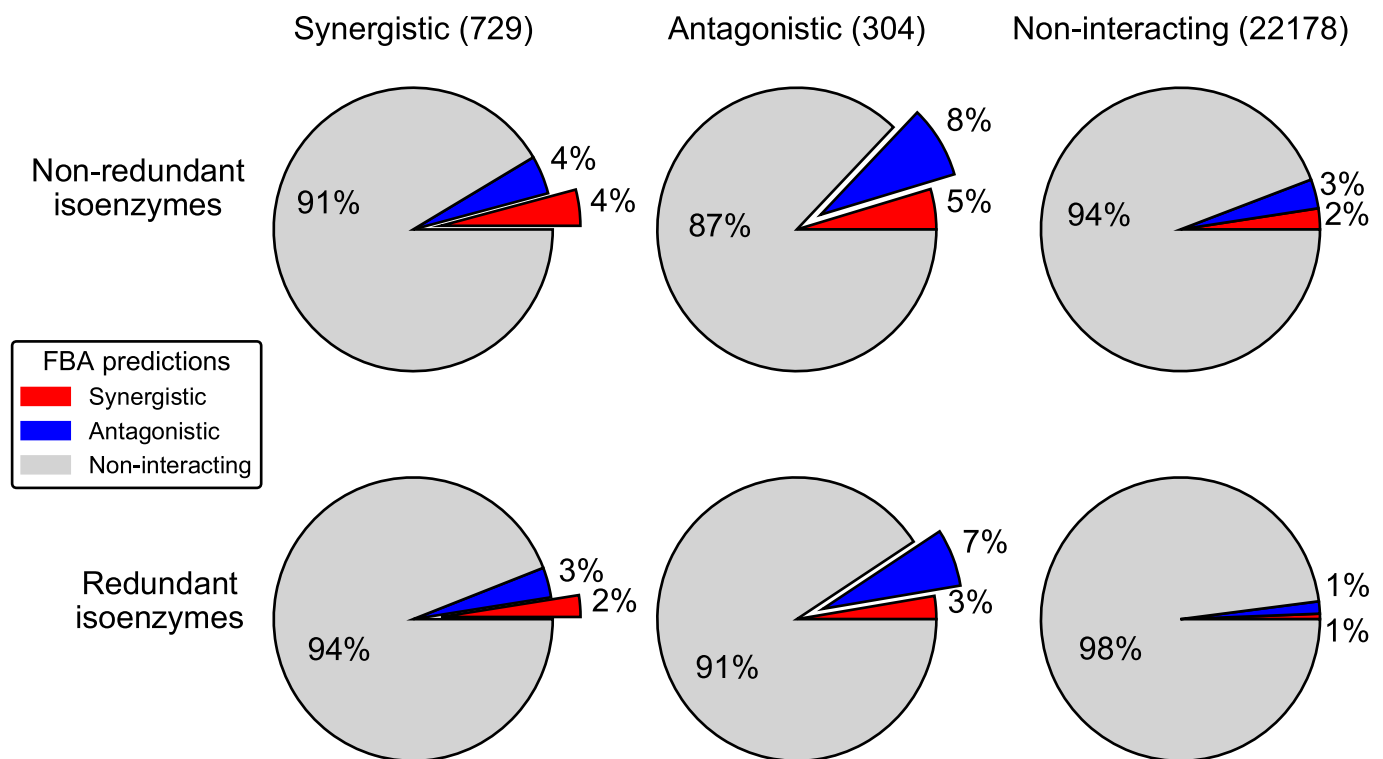 Synergistic (729)
Antagonistic (304)
Non-interacting (22178)
Non-redundant
isoenzymes
91%
4%
4%
87%
8%
5%
94%
3%
2%
FBA predictions
Synergistic
Antagonistic
Non-interacting
Redundant
isoenzymes
94%
3%
2%
91%
7%
3%
98%
1%
1%